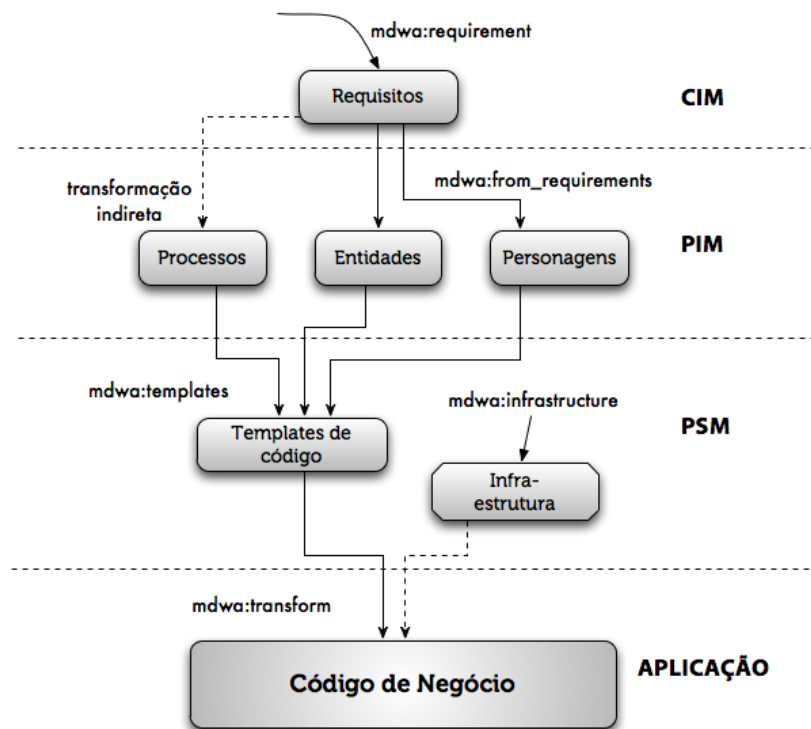 mdwa:requirement
Requisitos
CIM
transformação
indireta
mdwa:from_requirements
Processos
Entidades
Personagens
PIM
mdwa:templates
mdwa:infrastructure
PSM
Templates de
código
Infra-
estrutura
mdwa:transform
Código de Negócio
APLICAÇÃO